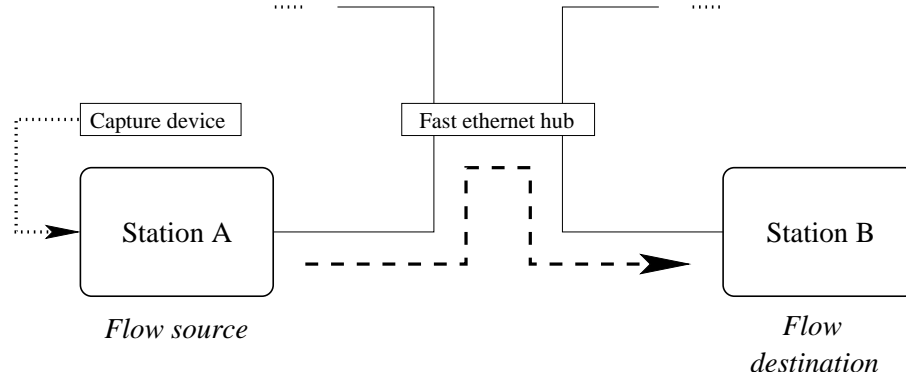 Capture device
Fast ethernet hub
Station A
Station B
Flow source
Flow
destination